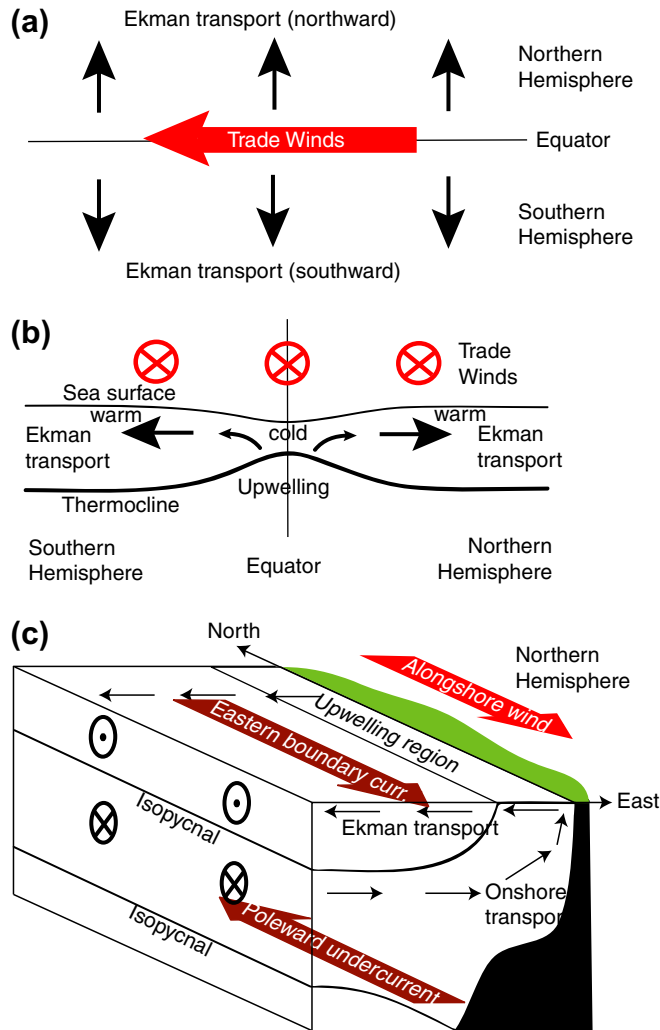 (a)
Ekman transport (northward)
Northern
Hemisphere
Trade Winds
Equator
Southern
Hemisphere
Ekman transport (southward)
(b)
Trade
Winds
Sea surface
warm
warm
cold
Ekman
transport
Ekman
transport
Upwelling
Thermocline
Southern
Hemisphere
Equator
Northern
Hemisphere
(c)
North
Northern
Hemisphere
Alongshore wind
Upwelling region
Eastern boundary curr.
East
Isopycnal
Ekman transport
Onshore
transport
Isopycnal
Poleward undercurrent